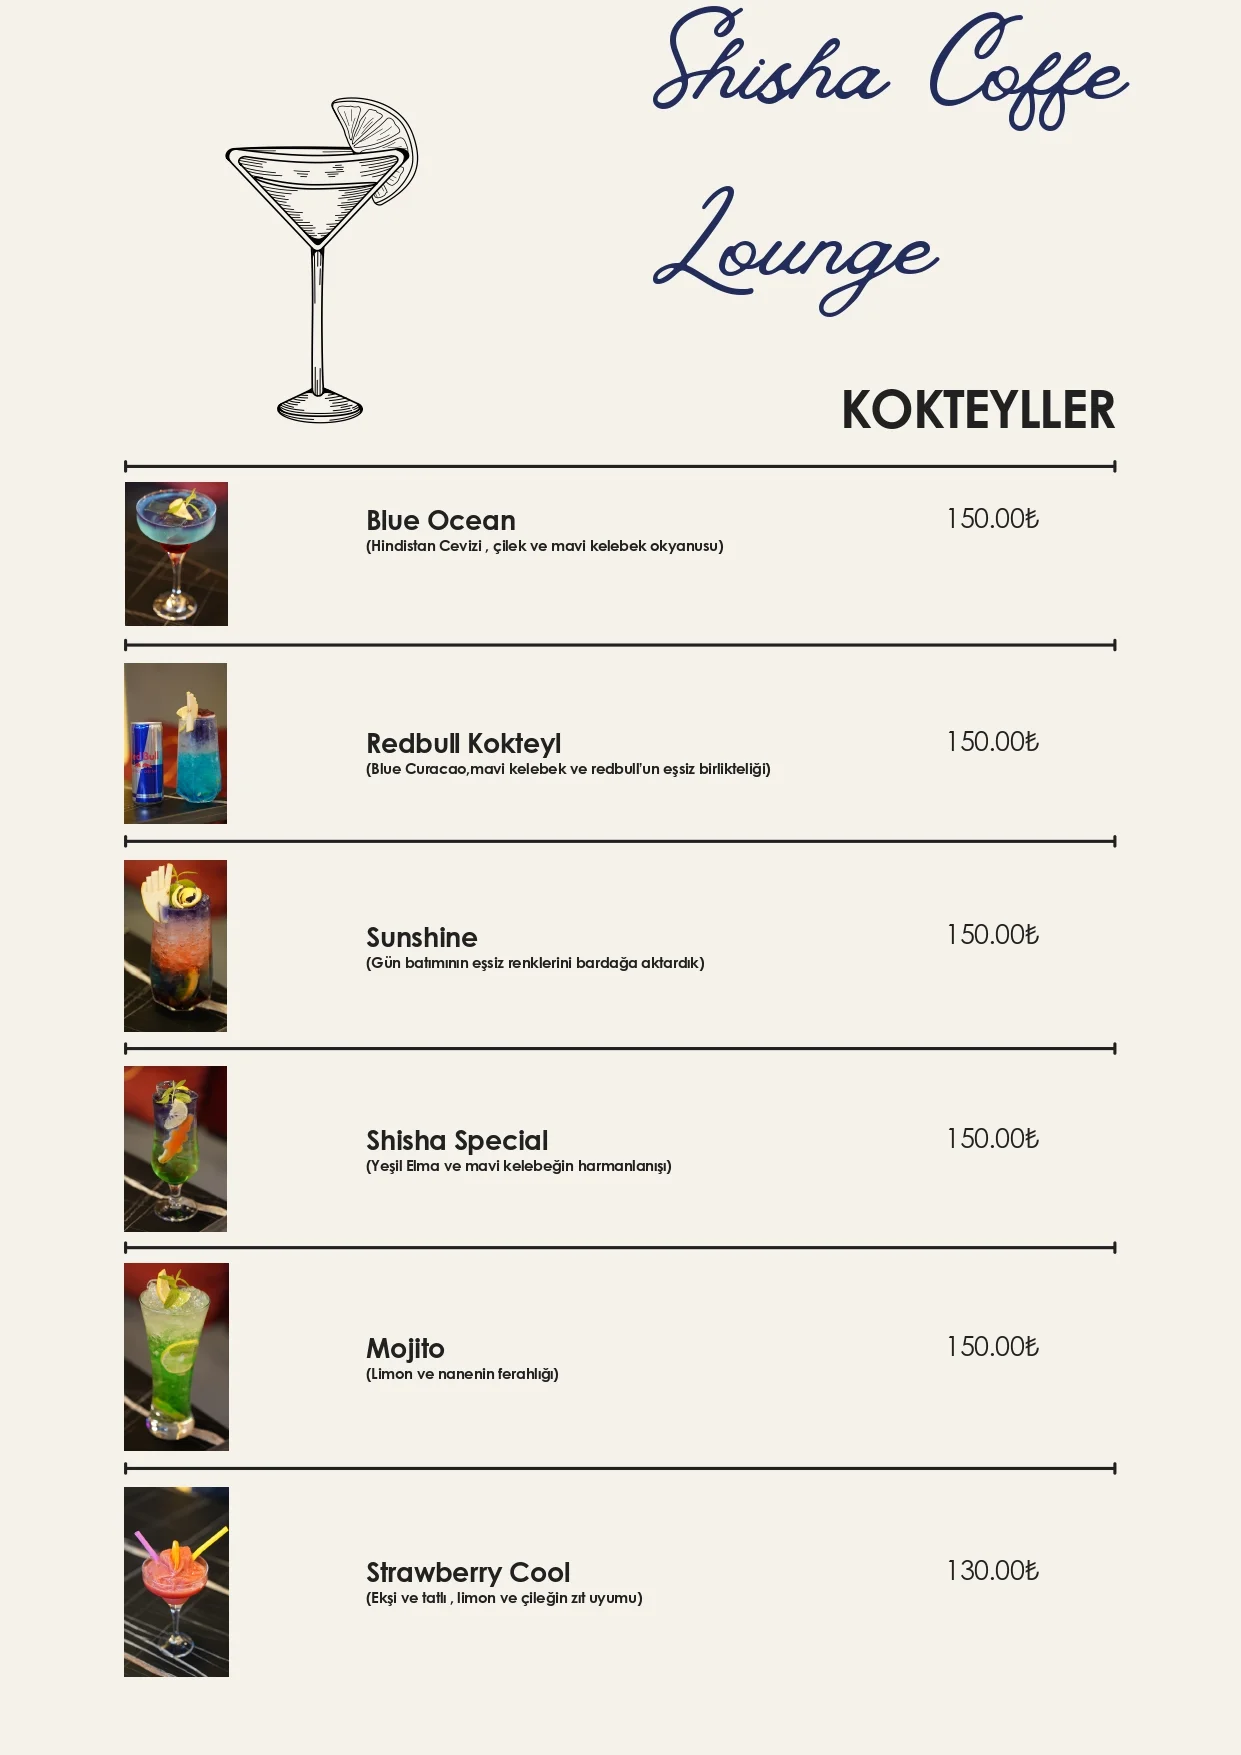 Shisha Coffe
Lounge
KOKTEYLLER
Blue Ocean 150.00₺
(Hindistan Cevizi , çilek ve mavi kelebek okyanusu)
Redbull Kokteyl 150.00₺
(Blue Curacao,mavi kelebek ve redbull'un eşsiz birlikteliği)
Sunshine 150.00₺
(Gün batımının eşsiz renklerini bardağa aktardık)
Shisha Special 150.00₺
(Yeşil Elma ve mavi kelebeğin harmanlanışı)
Mojito 150.00₺
(Limon ve nanenin ferahlığı)
Strawberry Cool 130.00₺
(Ekşi ve tatlı , limon ve çileğin zıt uyumu)